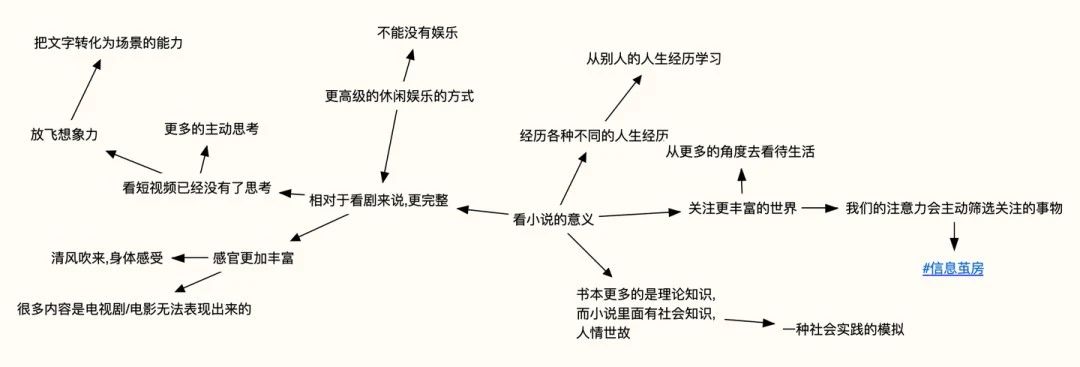 不能没有娱乐
把文字转化为场景的能力
从别人的人生经历学习
更高级的休闲娱乐的方式
更多的主动思考
放飞想象力
经历各种不同的人生经历
从更多的角度去看待生活
看短视频已经没有了思考
相对于看剧来说,更完整
看小说的意义
关注更丰富的世界
我们的注意力会主动筛选关注的事物
清风吹来,身体感受
感官更加丰富
#信息茧房
很多内容是电视剧/电影无法表现出来的
书本更多的是理论知识,
而小说里面有社会知识,
人情世故
一种社会实践的模拟